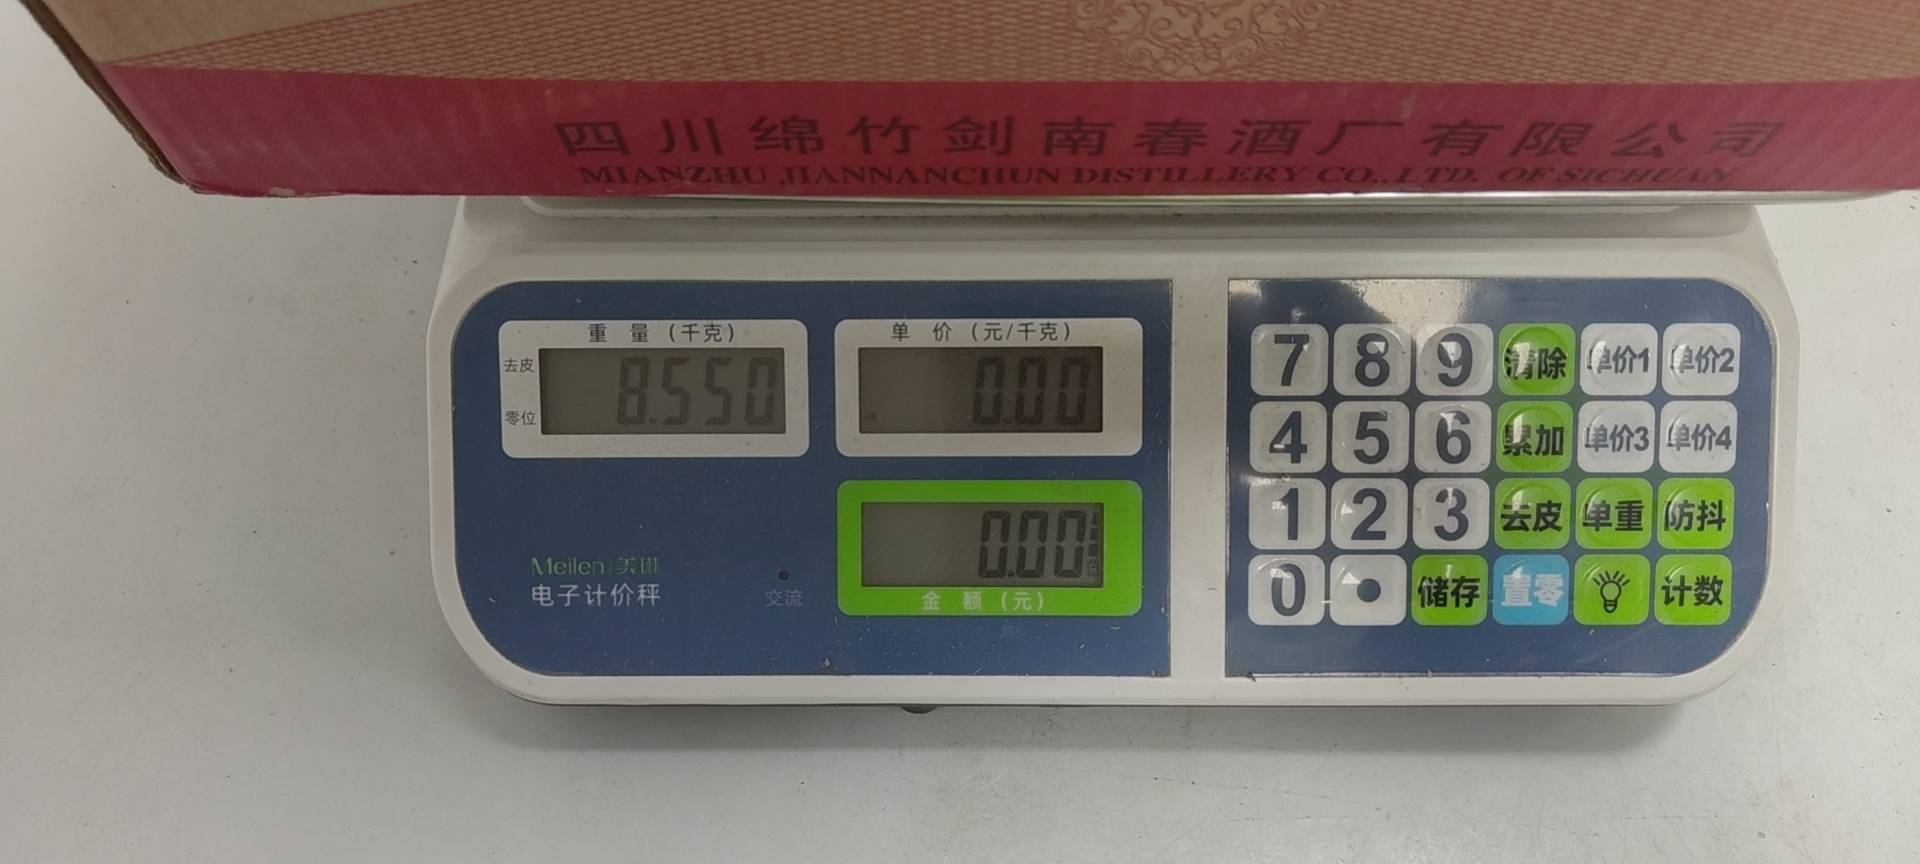 四川绵竹剑南春酒厂有限公司
MIANZHU JIANNANCHUN DISTILLERY CO.,LTD. OF SICHUAN
重量(千克)
去皮
8.550
零位
单价(元/千克)
0.00
0.00
金额(元)
Meilen|美琳
电子计价秤
交流
7 8 9 清除 单价1 单价2
4 5 6 累加 单价3 单价4
1 2 3 去皮 单重 防抖
0 . 储存 置零 计数